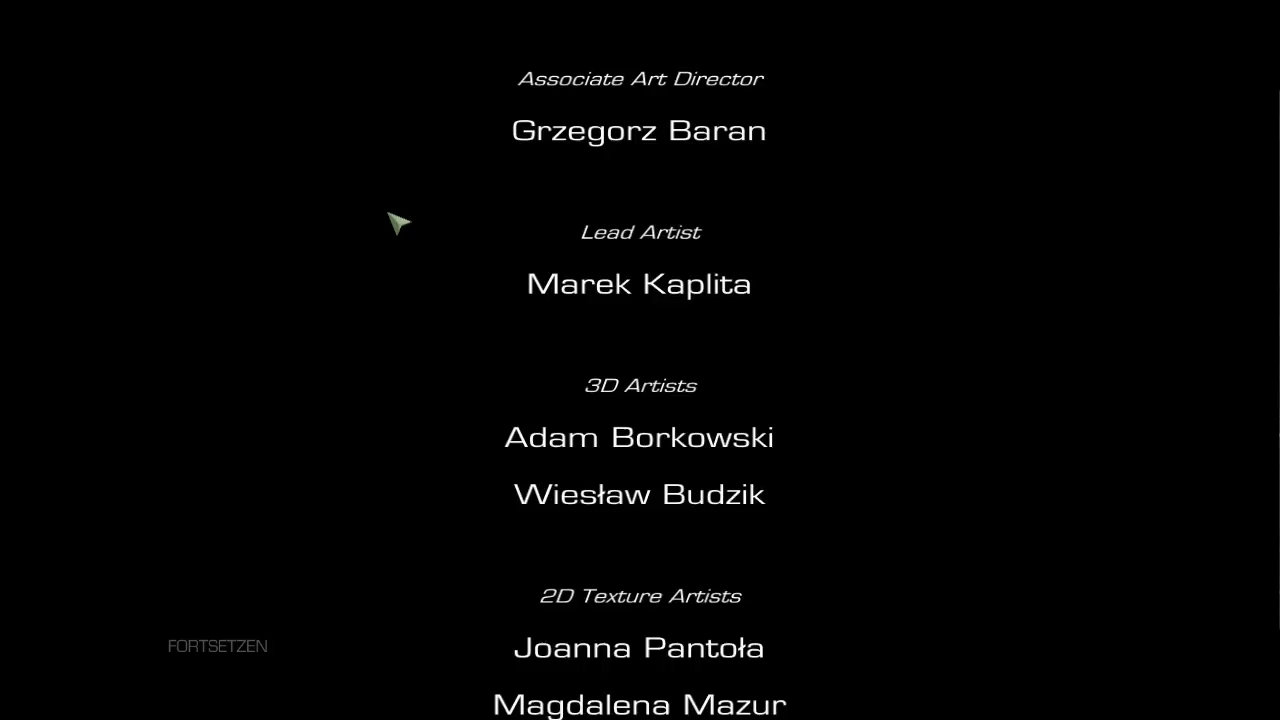 Associate Art Director
Grzegorz Baran
Lead Artist
Marek Kaplita
3D Artists
Adam Borkowski
Wiesław Budzik
2D Texture Artists
Joanna Pantoła
FORTSETZEN
Magdalena Mazur